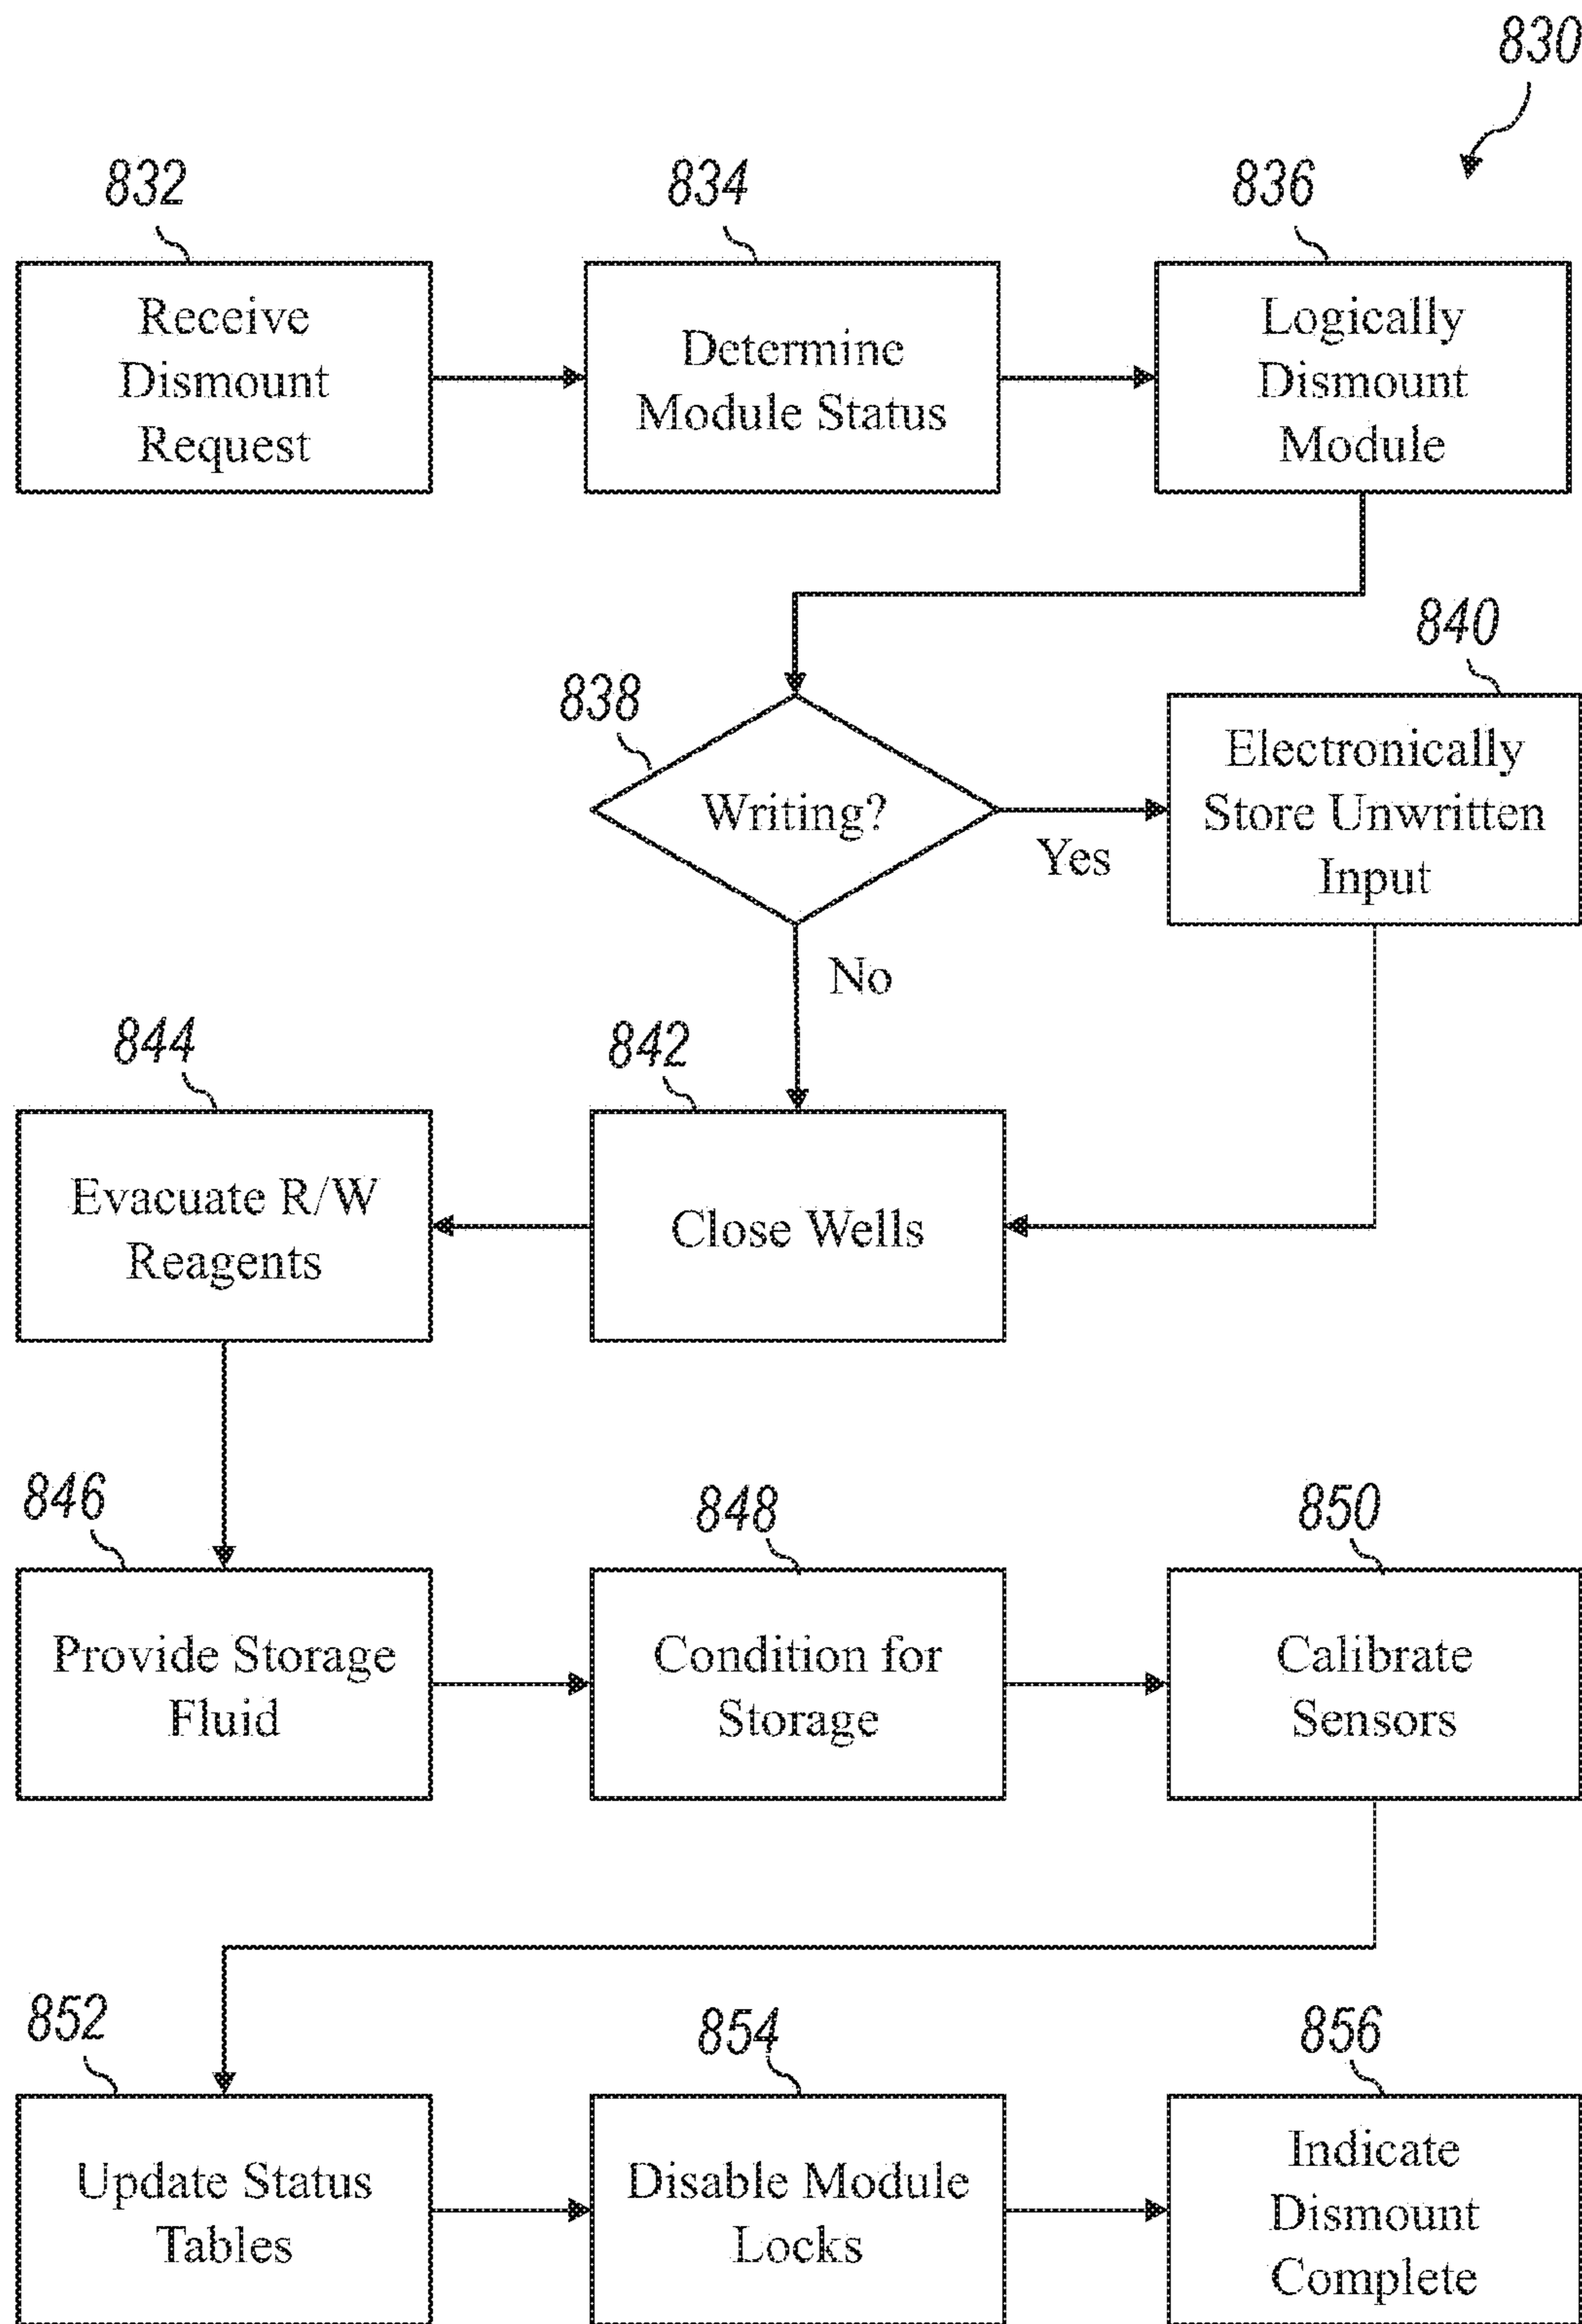 830
832
Receive
Dismount
Request
834
Determine
Module Status
836
Logically
Dismount
Module
838
Writing?
Yes
No
840
Electronically
Store Unwritten
Input
844
Evacuate R/W
Reagents
842
Close Wells
846
Provide Storage
Fluid
848
Condition for
Storage
850
Calibrate
Sensors
852
Update Status
Tables
854
Disable Module
Locks
856
Indicate
Dismount
Complete